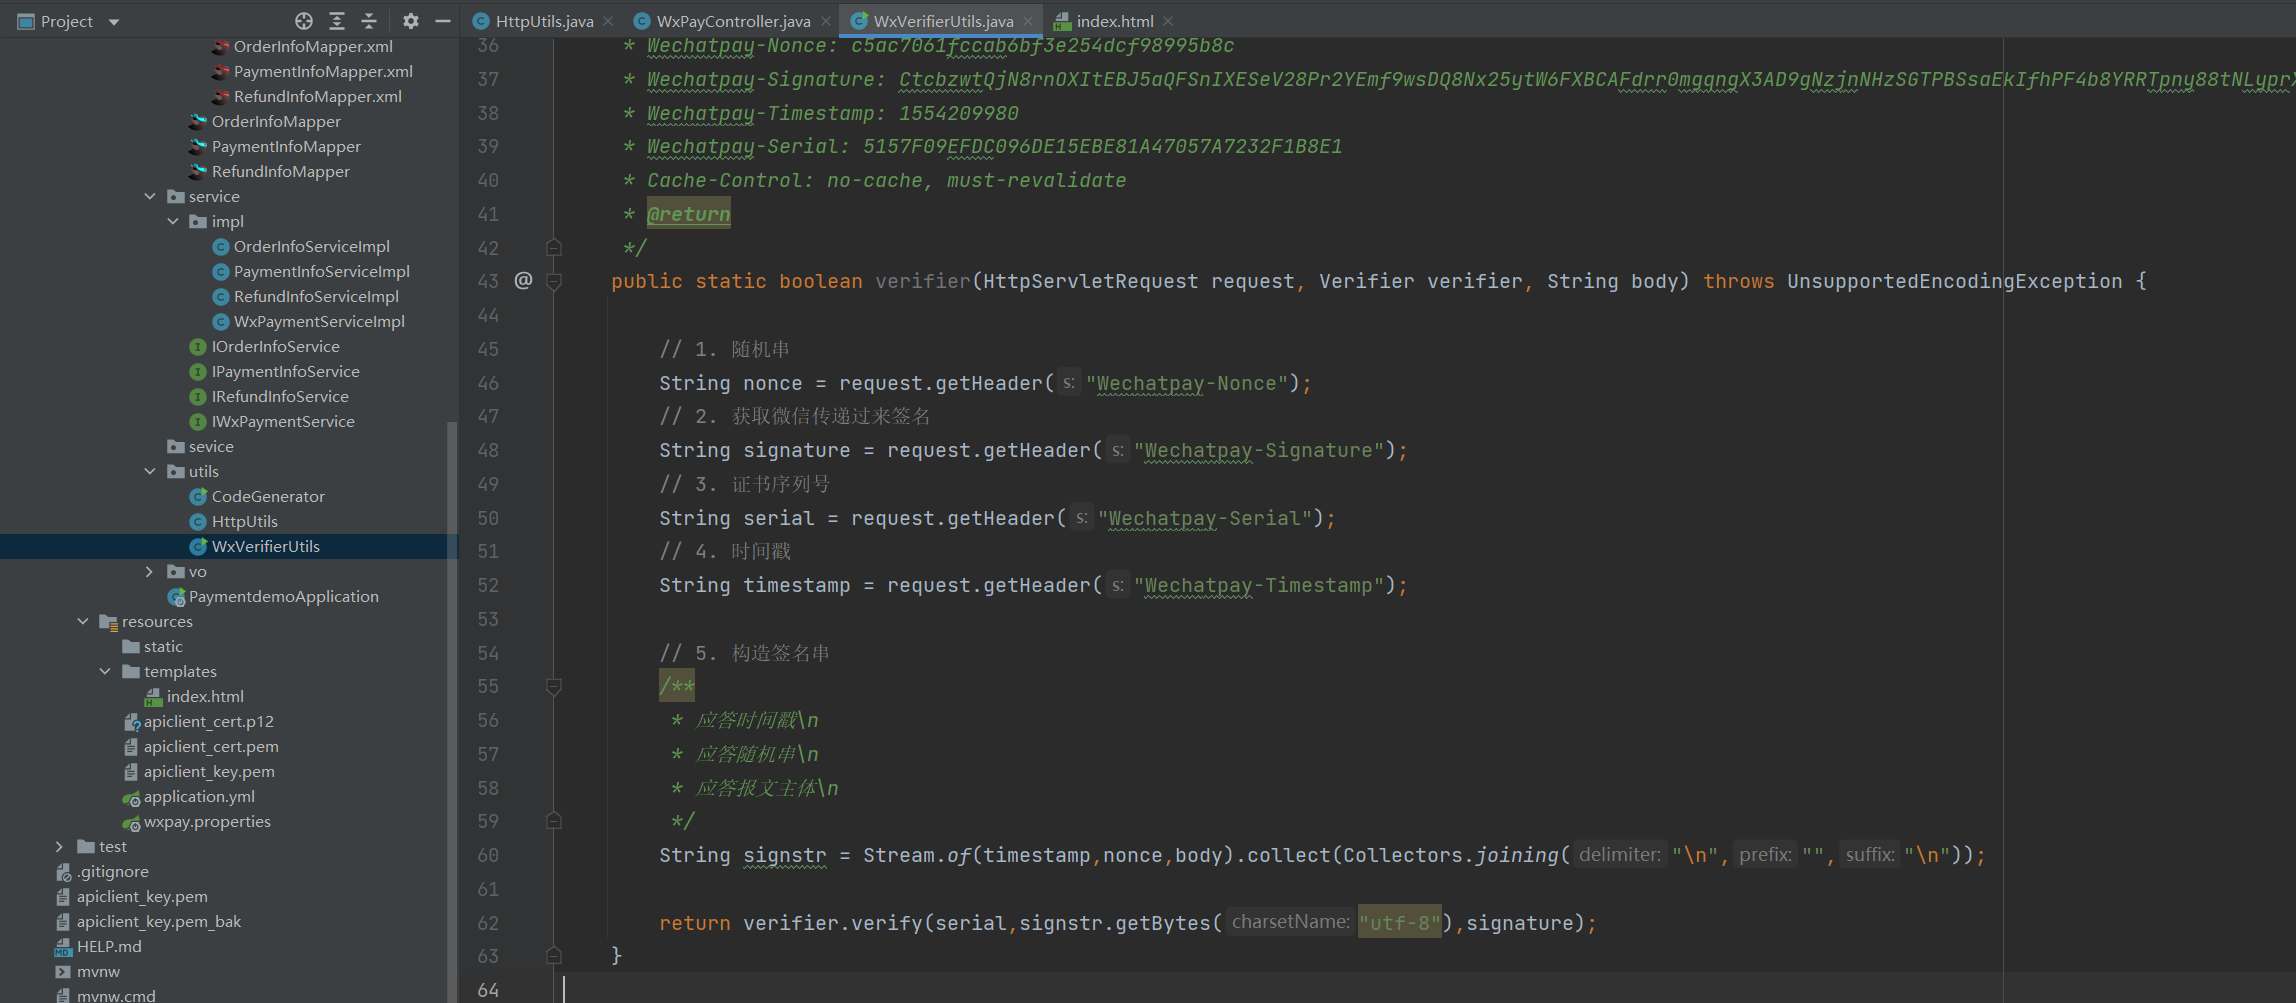 Project
HttpUtils.java
WxPayController.java
WxVerifierUtils.java
index.html
OrderInfoMapper.xml
PaymentInfoMapper.xml
RefundInfoMapper.xml
OrderInfoMapper
PaymentInfoMapper
RefundInfoMapper
service
impl
OrderInfoServiceImpl
PaymentInfoServiceImpl
RefundInfoServiceImpl
WxPaymentServiceImpl
IOrderInfoService
IPaymentInfoService
IRefundInfoService
IWxPaymentService
sevice
utils
CodeGenerator
HttpUtils
WxVerifierUtils
vo
PaymentdemoApplication
resources
static
templates
index.html
apiclient_cert.p12
apiclient_cert.pem
apiclient_key.pem
application.yml
wxpay.properties
test
.gitignore
apiclient_key.pem
apiclient_key.pem_bak
HELP.md
mvnw
mvnw.cmd
36 * Wechatpay-Nonce: c5ac7061fccab6bf3e254dcf98995b8c
37 * Wechatpay-Signature: CtcbzwtQjN8rnOXItEBJ5aQFSnIXESeV28Pr2YEmf9wsDQ8Nx25ytW6FXBCAFdrr0mgqngX3AD9gNzjnNHzSGTPBSsaEkIfhPF4b8YRRTpny88tNLyprX
38 * Wechatpay-Timestamp: 1554209980
39 * Wechatpay-Serial: 5157F09EFDC096DE15EBE81A47057A7232F1B8E1
40 * Cache-Control: no-cache, must-revalidate
41 * @return
42 */
43 @ public static boolean verifier(HttpServletRequest request, Verifier verifier, String body) throws UnsupportedEncodingException {
44
45 // 1. 随机串
46 String nonce = request.getHeader( s: "Wechatpay-Nonce");
47 // 2. 获取微信传递过来签名
48 String signature = request.getHeader( s: "Wechatpay-Signature");
49 // 3. 证书序列号
50 String serial = request.getHeader( s: "Wechatpay-Serial");
51 // 4. 时间戳
52 String timestamp = request.getHeader( s: "Wechatpay-Timestamp");
53
54 // 5. 构造签名串
55 /**
56 * 应答时间戳\n
57 * 应答随机串\n
58 * 应答报文主体\n
59 */
60 String signstr = Stream.of(timestamp,nonce,body).collect(Collectors.joining( delimiter: "\n", prefix: "", suffix: "\n"));
61
62 return verifier.verify(serial,signstr.getBytes( charsetName: "utf-8"),signature);
63 }
64